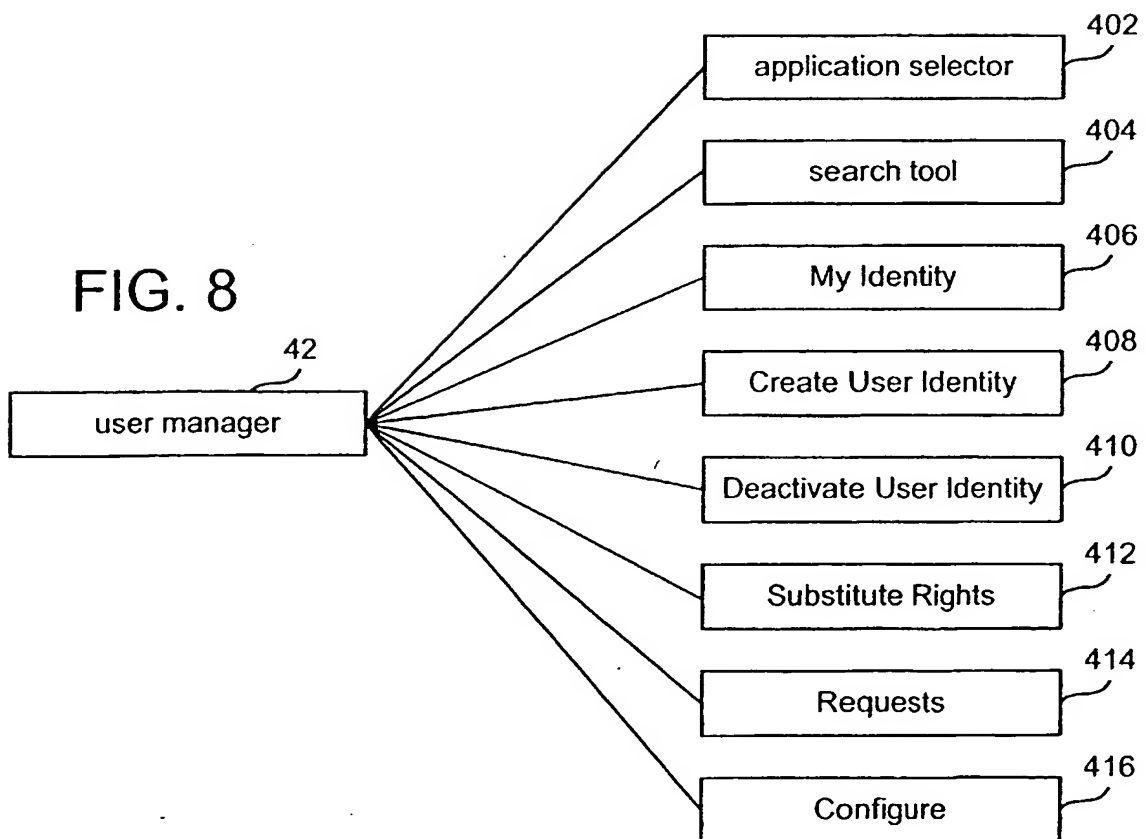 402
application selector
404
search tool
406
My Identity
FIG. 8
408
Create User Identity
42
user manager
410
Deactivate User Identity
412
Substitute Rights
414
Requests
416
Configure